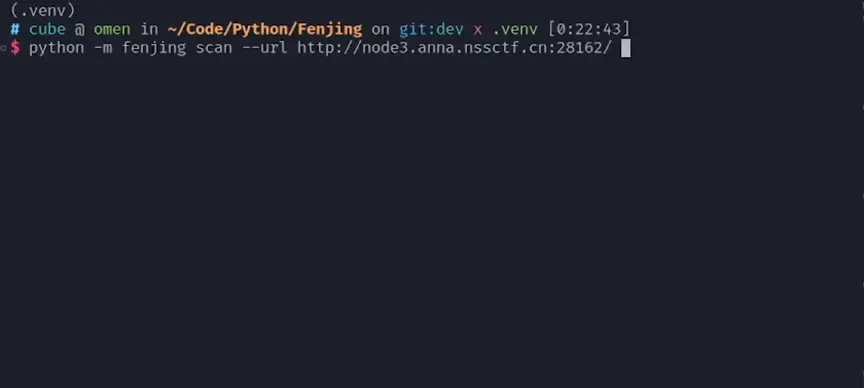 (.venv)
# cube @ omen in ~/Code/Python/Fenjing on git:dev x .venv [0:22:43]
$ python -m fenjing scan --url http://node3.anna.nssctf.cn:28162/